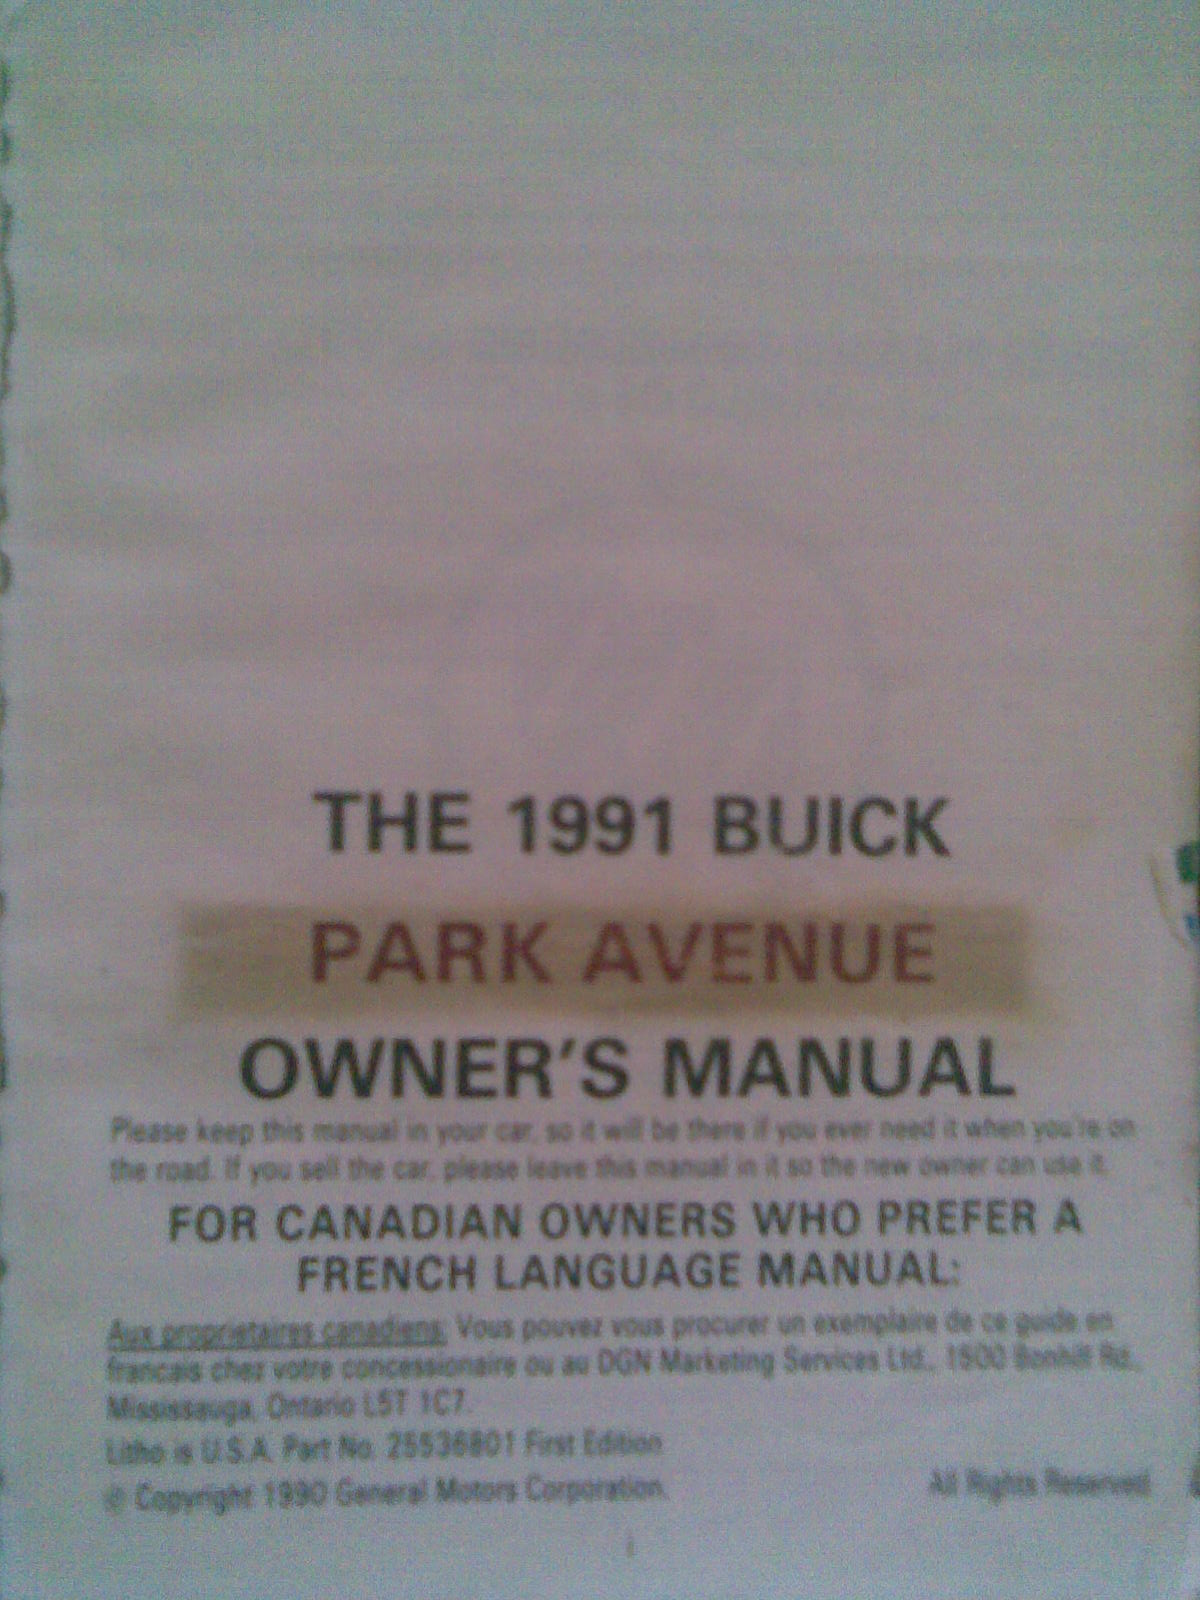 THE 1991 BUICK
PARK AVENUE
OWNER'S MANUAL
Please keep this manual in your car, so it will be there if you ever need it when you're on
the road. If you sell the car, please leave this manual in it so the new owner can use it.
FOR CANADIAN OWNERS WHO PREFER A
FRENCH LANGUAGE MANUAL:
Aux proprietaires canadiens: Vous pouvez vous procurer un exemplaire de ce guide en
francais chez votre concessionaire ou au DGN Marketing Services Ltd., 1500 Bonhill Rd.,
Mississauga, Ontario L5T 1C7.
Litho is U.S.A. Part No. 25536801 First Edition
© Copyright 1990 General Motors Corporation. All Rights Reserved
i